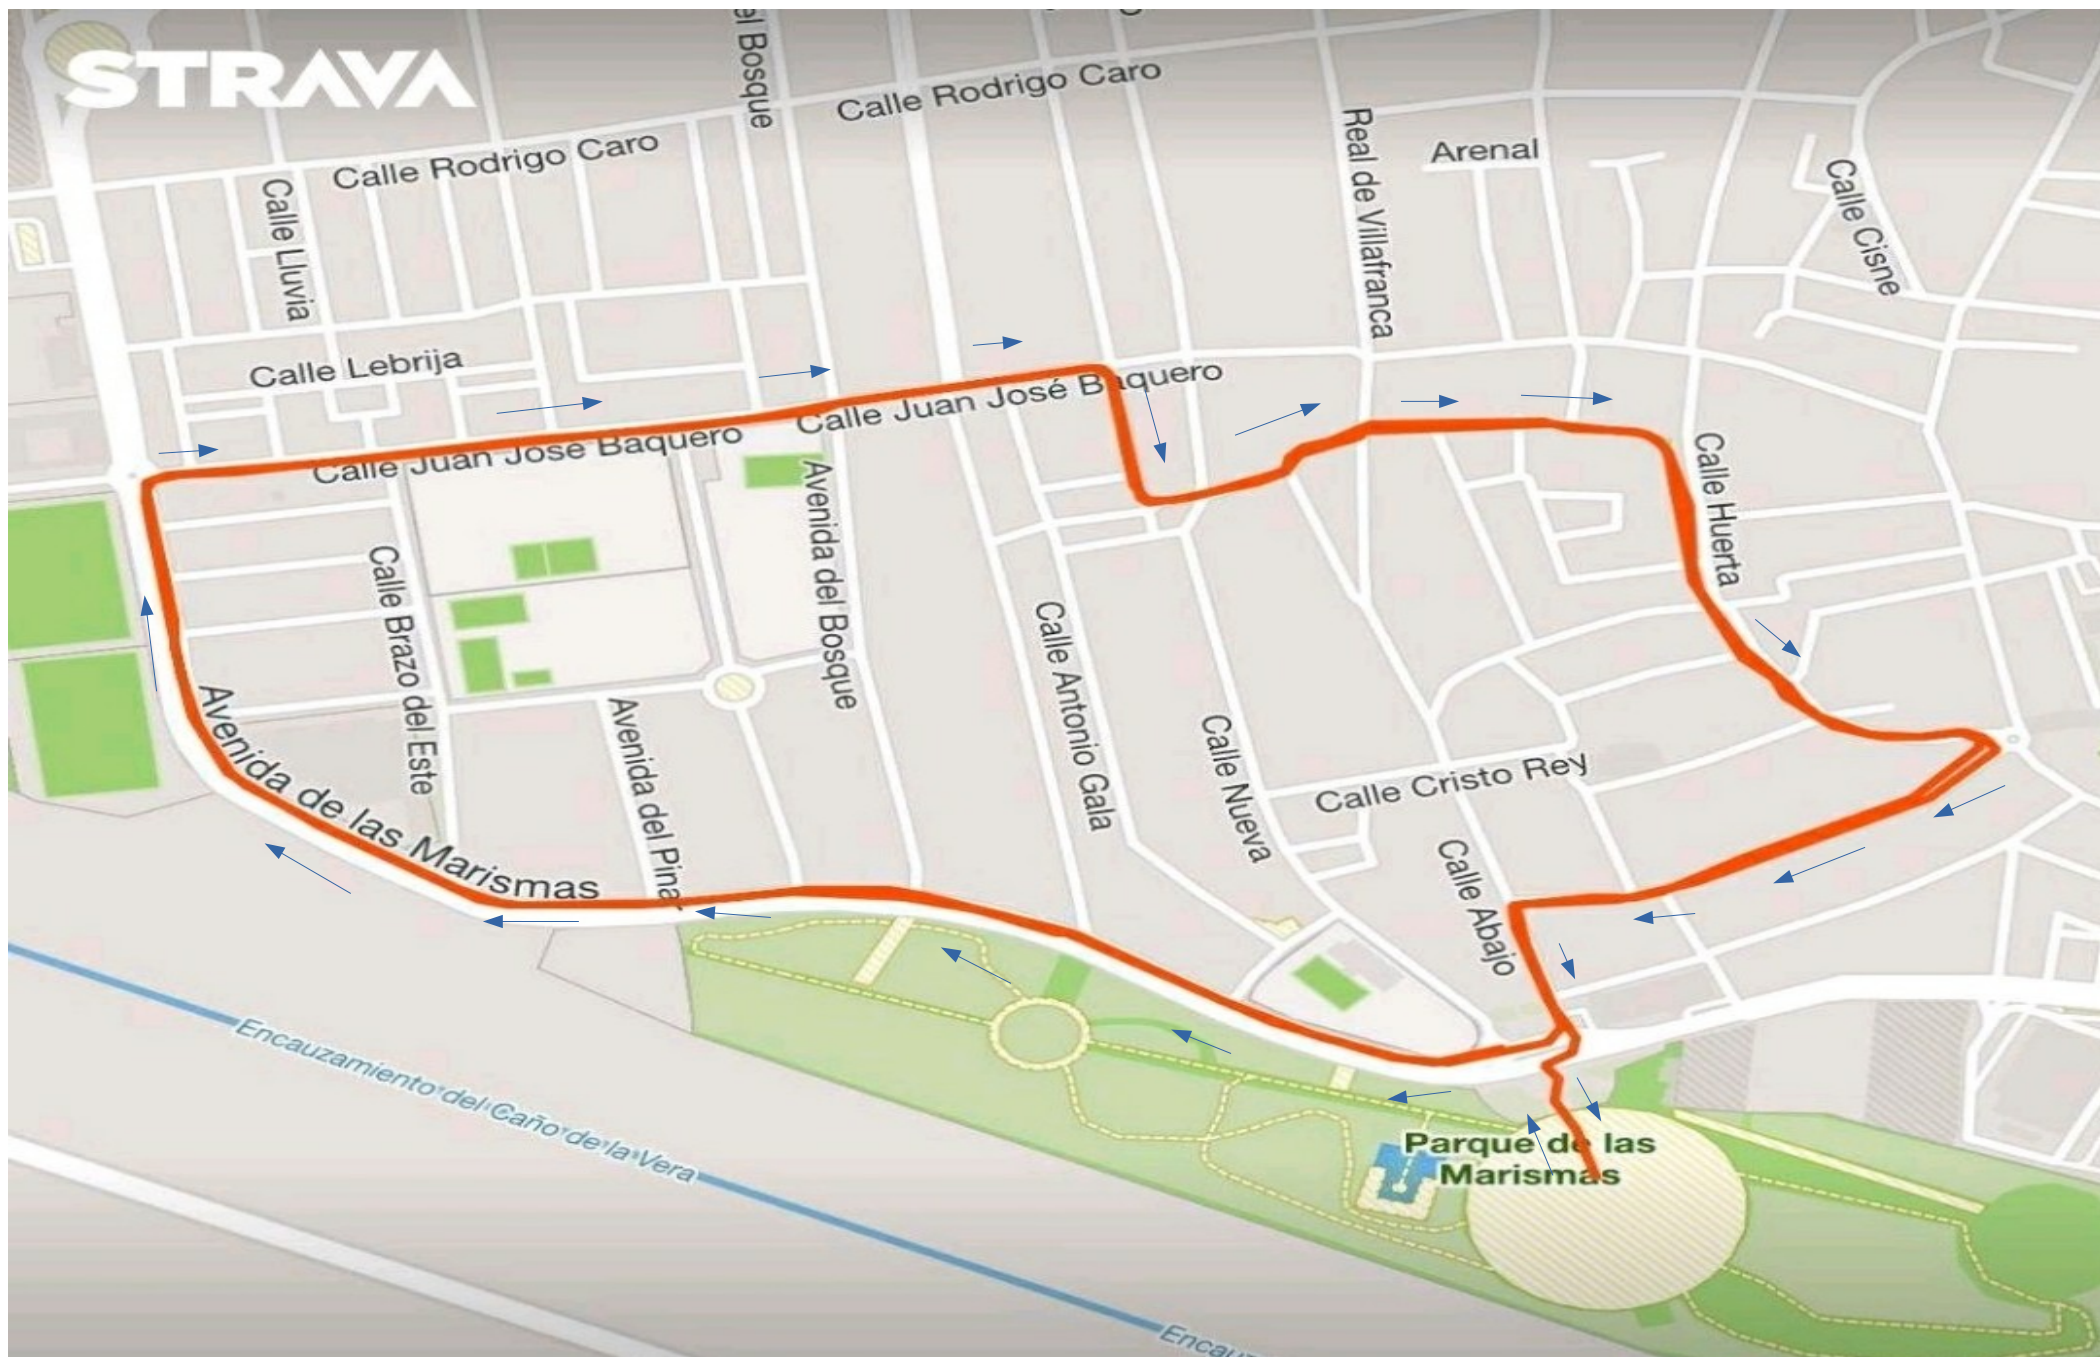 STRAVA
el Bosque
Calle Rodrigo Caro
Calle Rodrigo Caro
Real de Villafranca
Arenal
Calle Cisne
Calle Lluvia
Calle Lebrija
Calle Juan José Baquero
Calle Juan José Baquero
Calle Huerta
Avenida del Bosque
Calle Brazo del Este
Calle Antonio Gala
Avenida de las Marismas
Avenida del Pinar
Calle Nueva
Calle Cristo Rey
Calle Abajo
Encauzamiento del Caño de la Vera
Parque de las
Marismas
Encauz